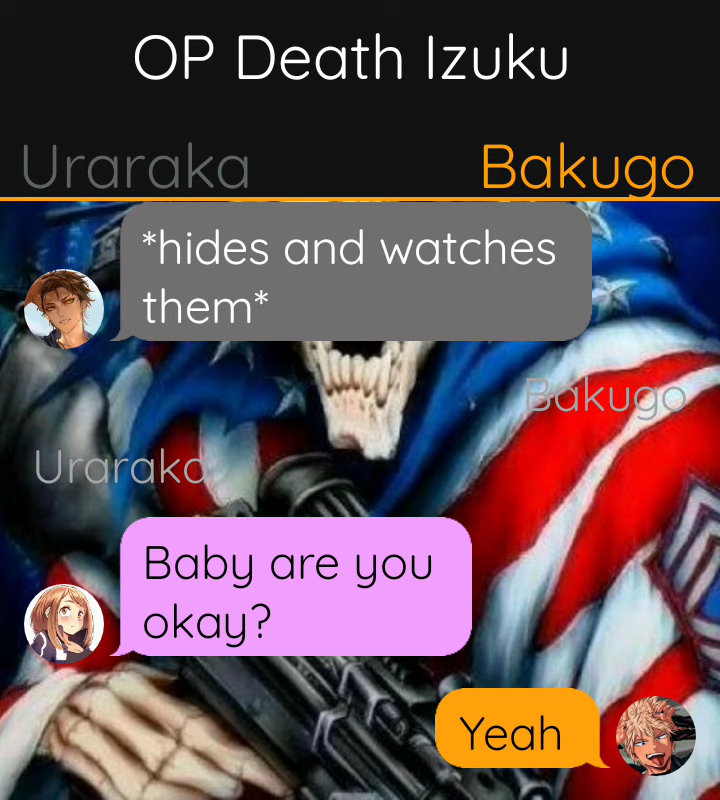 OP Death Izuku
Uraraka Bakugo
*hides and watches
them*
Bakugo
Uraraka
Baby are you
okay?
Yeah